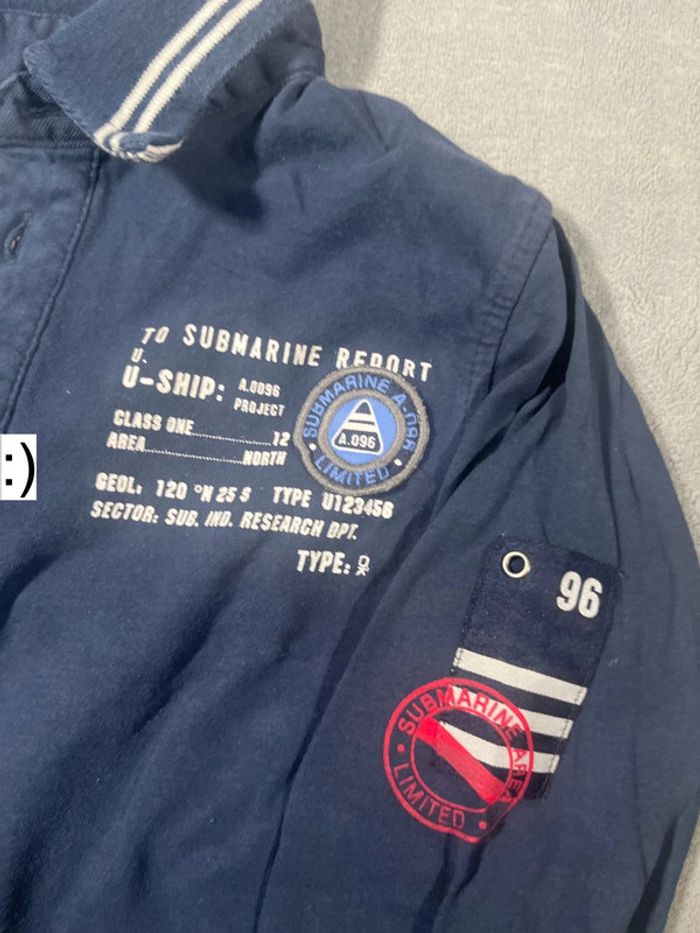 TO SUBMARINE REPORT
U.
U-SHIP: A.0096
PROJECT
CLASS ONE....................12
AREA........................NORTH
SUBMARINE A-096
A.096
LIMITED
GEOL: 120 °N 25 S TYPE U123456
SECTOR: SUB. IND. RESEARCH DPT.
TYPE:
:)
96
SUBMARINE AREA
LIMITED